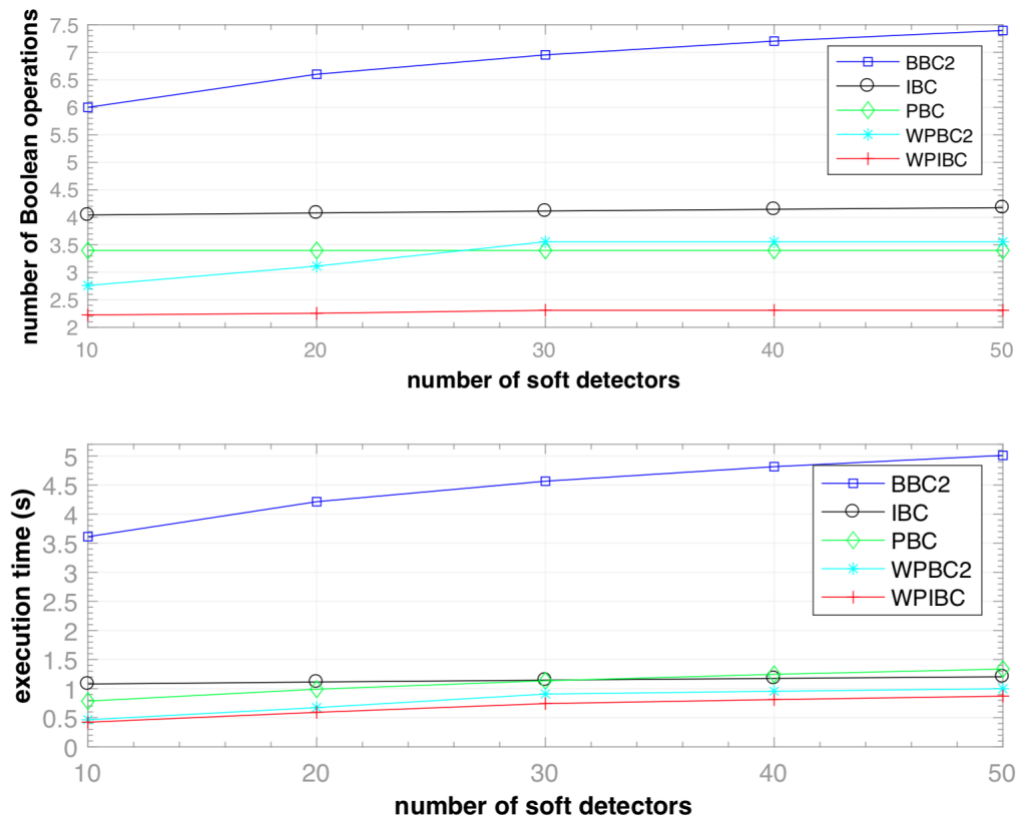 number of Boolean operations
7.5
7
6.5
6
5.5
5
4.5
4
3.5
3
2.5
2
10 20 30 40 50
number of soft detectors
BBC2
IBC
PBC
WPBC2
WPIBC
execution time (s)
5
4.5
4
3.5
3
2.5
2
1.5
1
0.5
0
10 20 30 40 50
number of soft detectors
BBC2
IBC
PBC
WPBC2
WPIBC